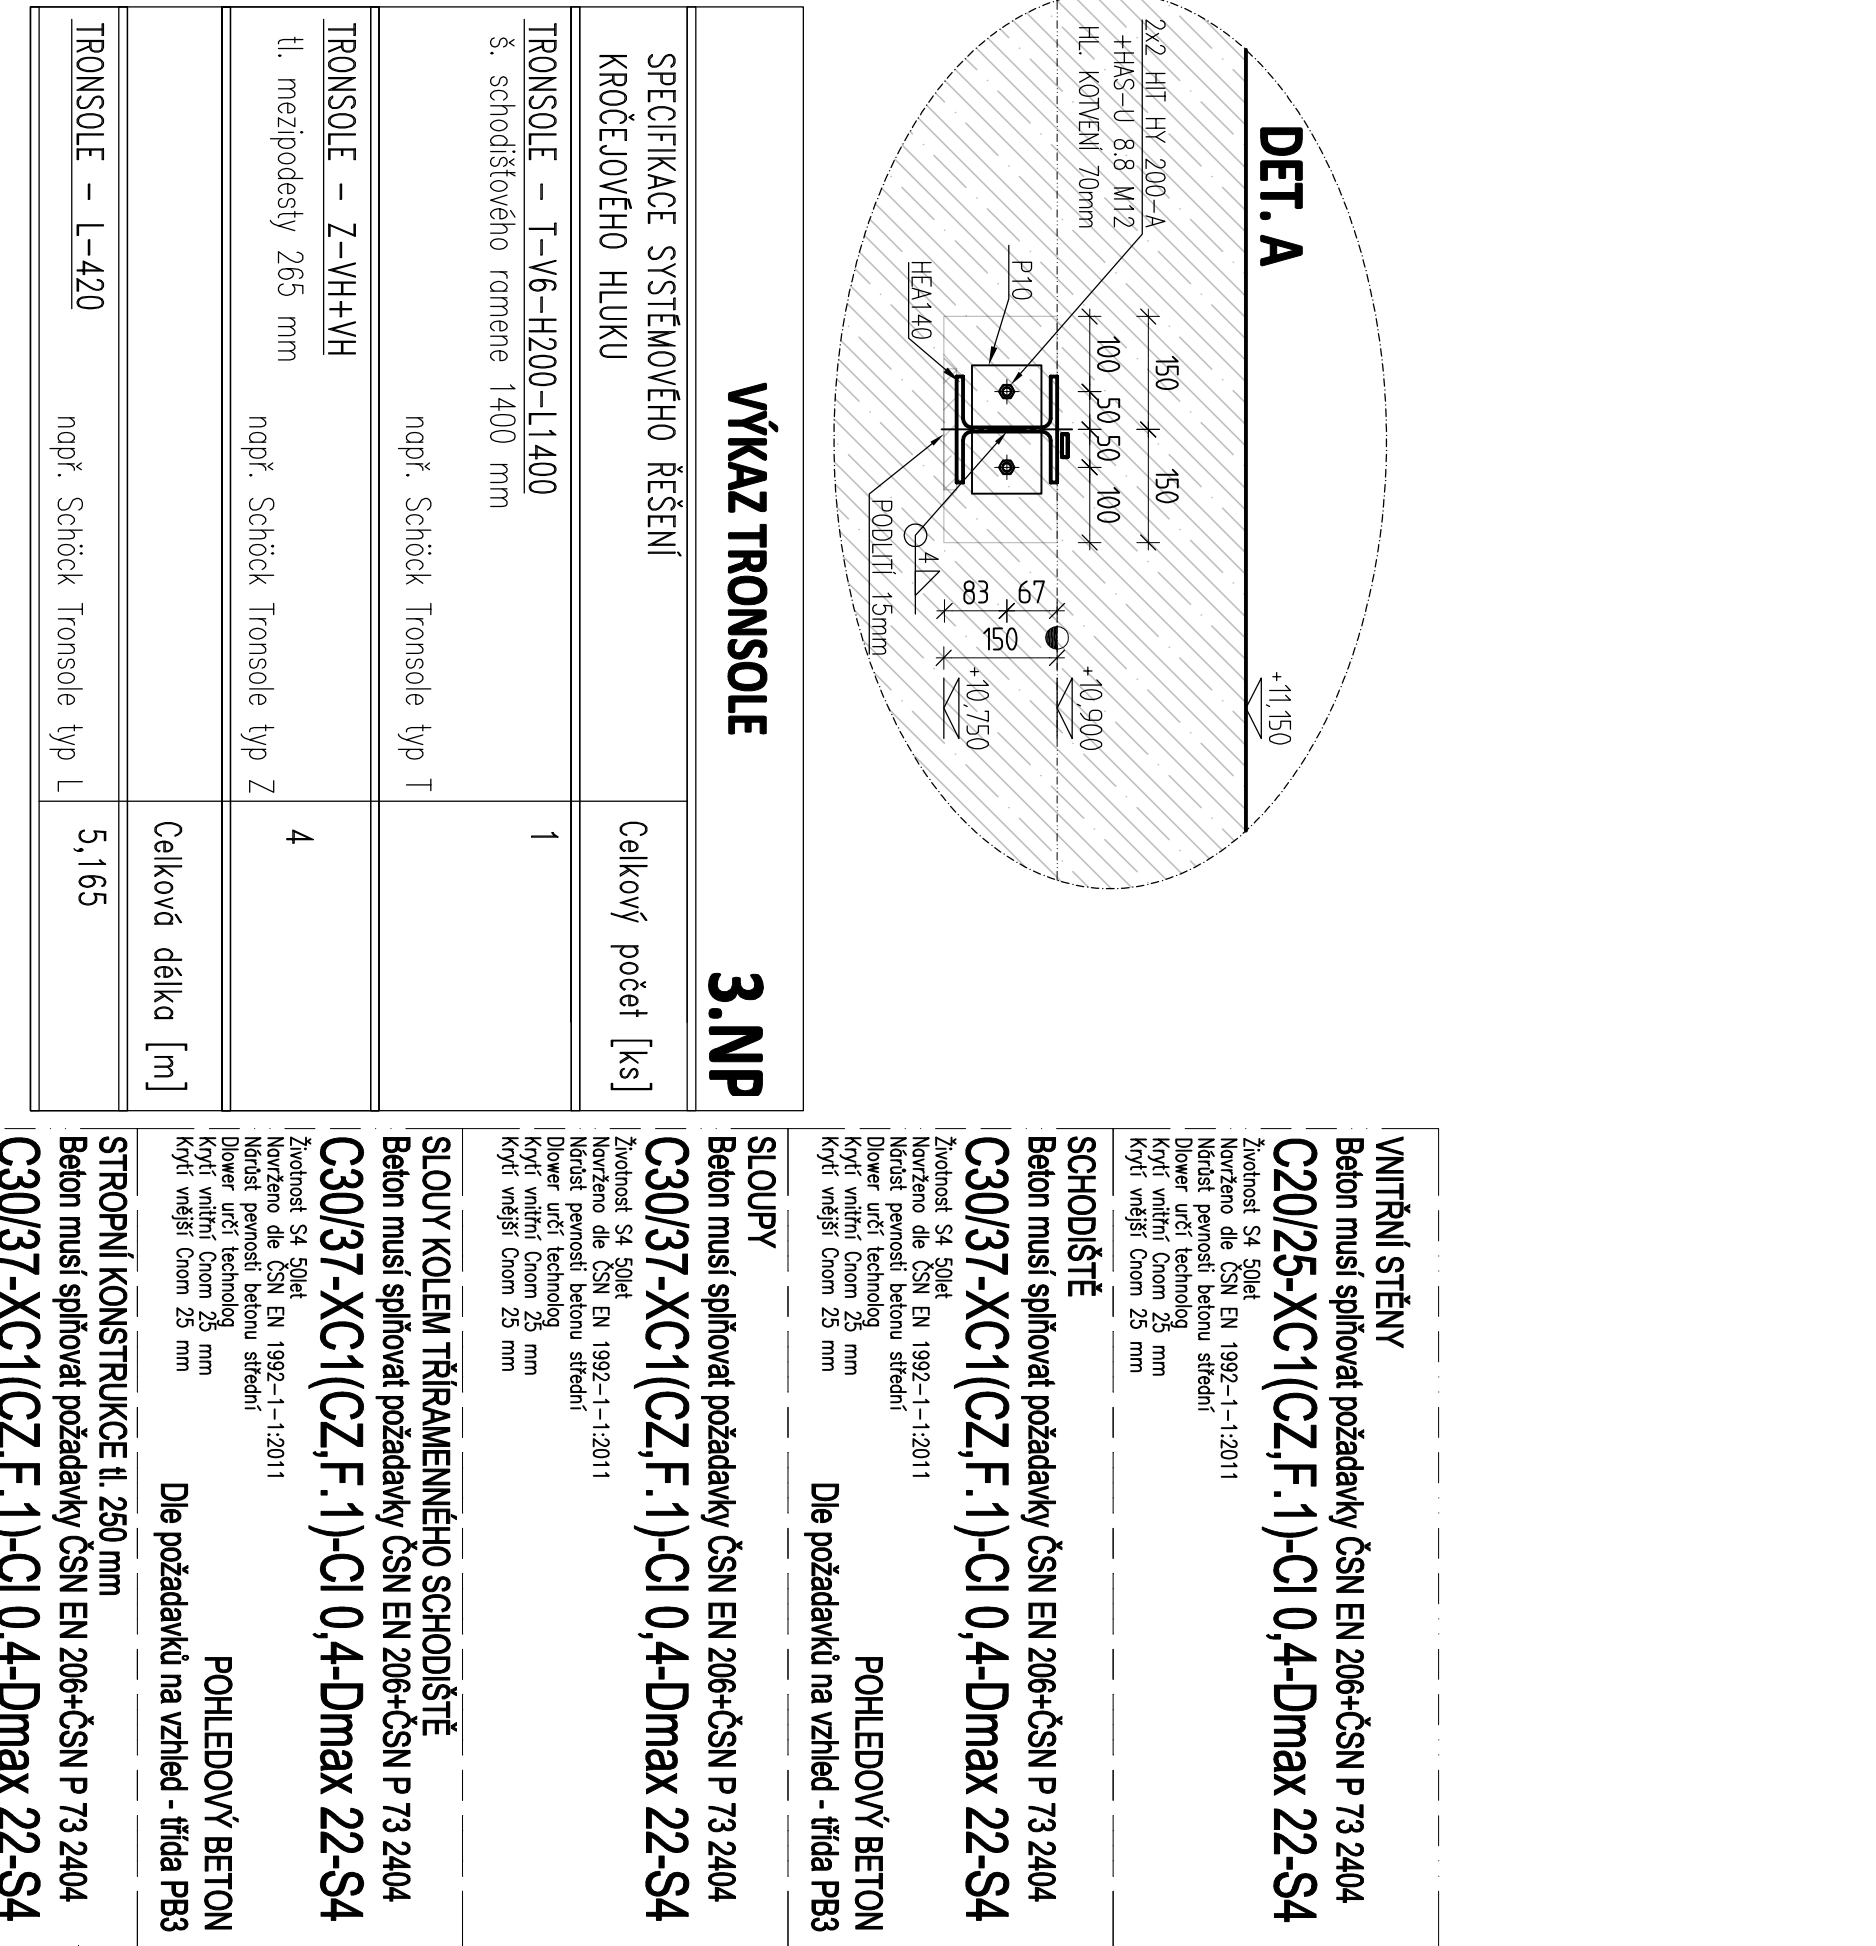 DET. A
+11,150
2x2 HIT HY 200-A
+HAS-U 8.8 M12
HL. KOTVENÍ 70mm
150
150
100
50
50
100
+10,900
P10
67
83
150
+10,750
HEA140
4
PODLITÍ 15mm
VÝKAZ TRONSOLE
3.NP
SPECIFIKACE SYSTÉMOVÉHO ŘEŠENÍ
KROČEJOVÉHO HLUKU
Celkový počet [ks]
TRONSOLE - T-V6-H200-L1400
1
š. schodišťového ramene 1400 mm
např. Schöck Tronsole typ T
TRONSOLE - Z-VH+VH
4
tl. mezipodesty 265 mm
např. Schöck Tronsole typ Z
Celková délka [m]
TRONSOLE - L-420
5,165
např. Schöck Tronsole typ L
VNITŘNÍ STĚNY
Beton musí splňovat požadavky ČSN EN 206+ČSN P 73 2404
C20/25-XC1(CZ,F.1)-Cl 0,4-Dmax 22-S4
Životnost S4 50let
Navrženo dle ČSN EN 1992-1-1:2011
Nárůst pevnosti betonu střední
Dlower určí technolog
Krytí vnitřní Cnom 25 mm
Krytí vnější Cnom 25 mm
SCHODIŠTĚ
Beton musí splňovat požadavky ČSN EN 206+ČSN P 73 2404
C30/37-XC1(CZ,F.1)-Cl 0,4-Dmax 22-S4
Životnost S4 50let
Navrženo dle ČSN EN 1992-1-1:2011
Nárůst pevnosti betonu střední
Dlower určí technolog
Krytí vnitřní Cnom 25 mm
Krytí vnější Cnom 25 mm
POHLEDOVÝ BETON
Dle požadavků na vzhled - třída PB3
SLOUPY
Beton musí splňovat požadavky ČSN EN 206+ČSN P 73 2404
C30/37-XC1(CZ,F.1)-Cl 0,4-Dmax 22-S4
Životnost S4 50let
Navrženo dle ČSN EN 1992-1-1:2011
Nárůst pevnosti betonu střední
Dlower určí technolog
Krytí vnitřní Cnom 25 mm
Krytí vnější Cnom 25 mm
SLOUY KOLEM TŘÍRAMENNÉHO SCHODIŠTĚ
Beton musí splňovat požadavky ČSN EN 206+ČSN P 73 2404
C30/37-XC1(CZ,F.1)-Cl 0,4-Dmax 22-S4
Životnost S4 50let
Navrženo dle ČSN EN 1992-1-1:2011
Nárůst pevnosti betonu střední
Dlower určí technolog
Krytí vnitřní Cnom 25 mm
Krytí vnější Cnom 25 mm
POHLEDOVÝ BETON
Dle požadavků na vzhled - třída PB3
STROPNÍ KONSTRUKCE tl. 250 mm
Beton musí splňovat požadavky ČSN EN 206+ČSN P 73 2404
C30/37-XC1(CZ,F.1)-Cl 0,4-Dmax 22-S4